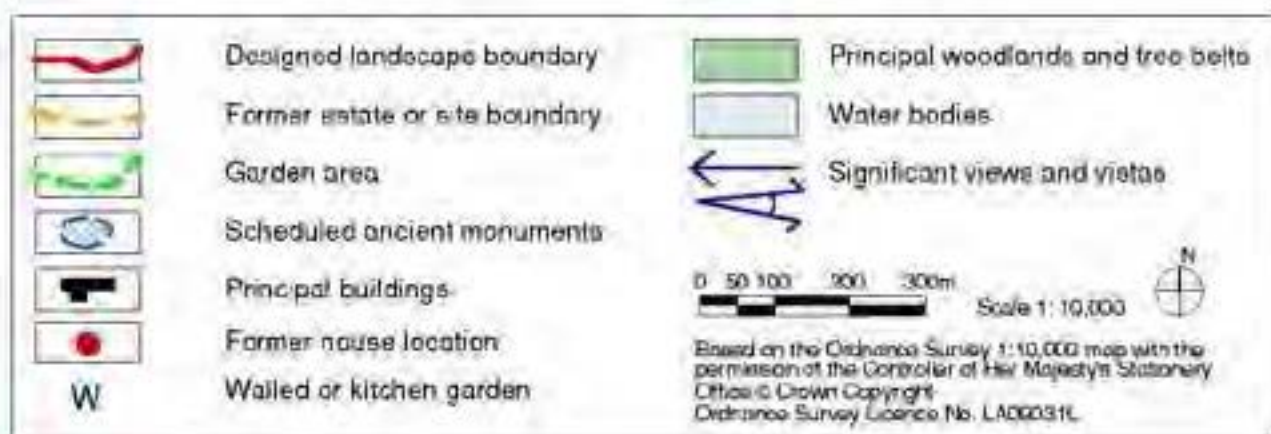 Designed landscape boundary
Former estate or site boundary
Garden area
Scheduled ancient monuments
Principal buildings
Former house location
W Walled or kitchen garden
Principal woodlands and tree belts
Water bodies
Significant views and vistas
N
0 50 100 200 300m
Scale 1:10,000
Based on the Ordnance Survey 1:10,000 map with the
permission of the Controller of Her Majesty's Stationery
Office © Crown Copyright
Ordnance Survey Licence No.